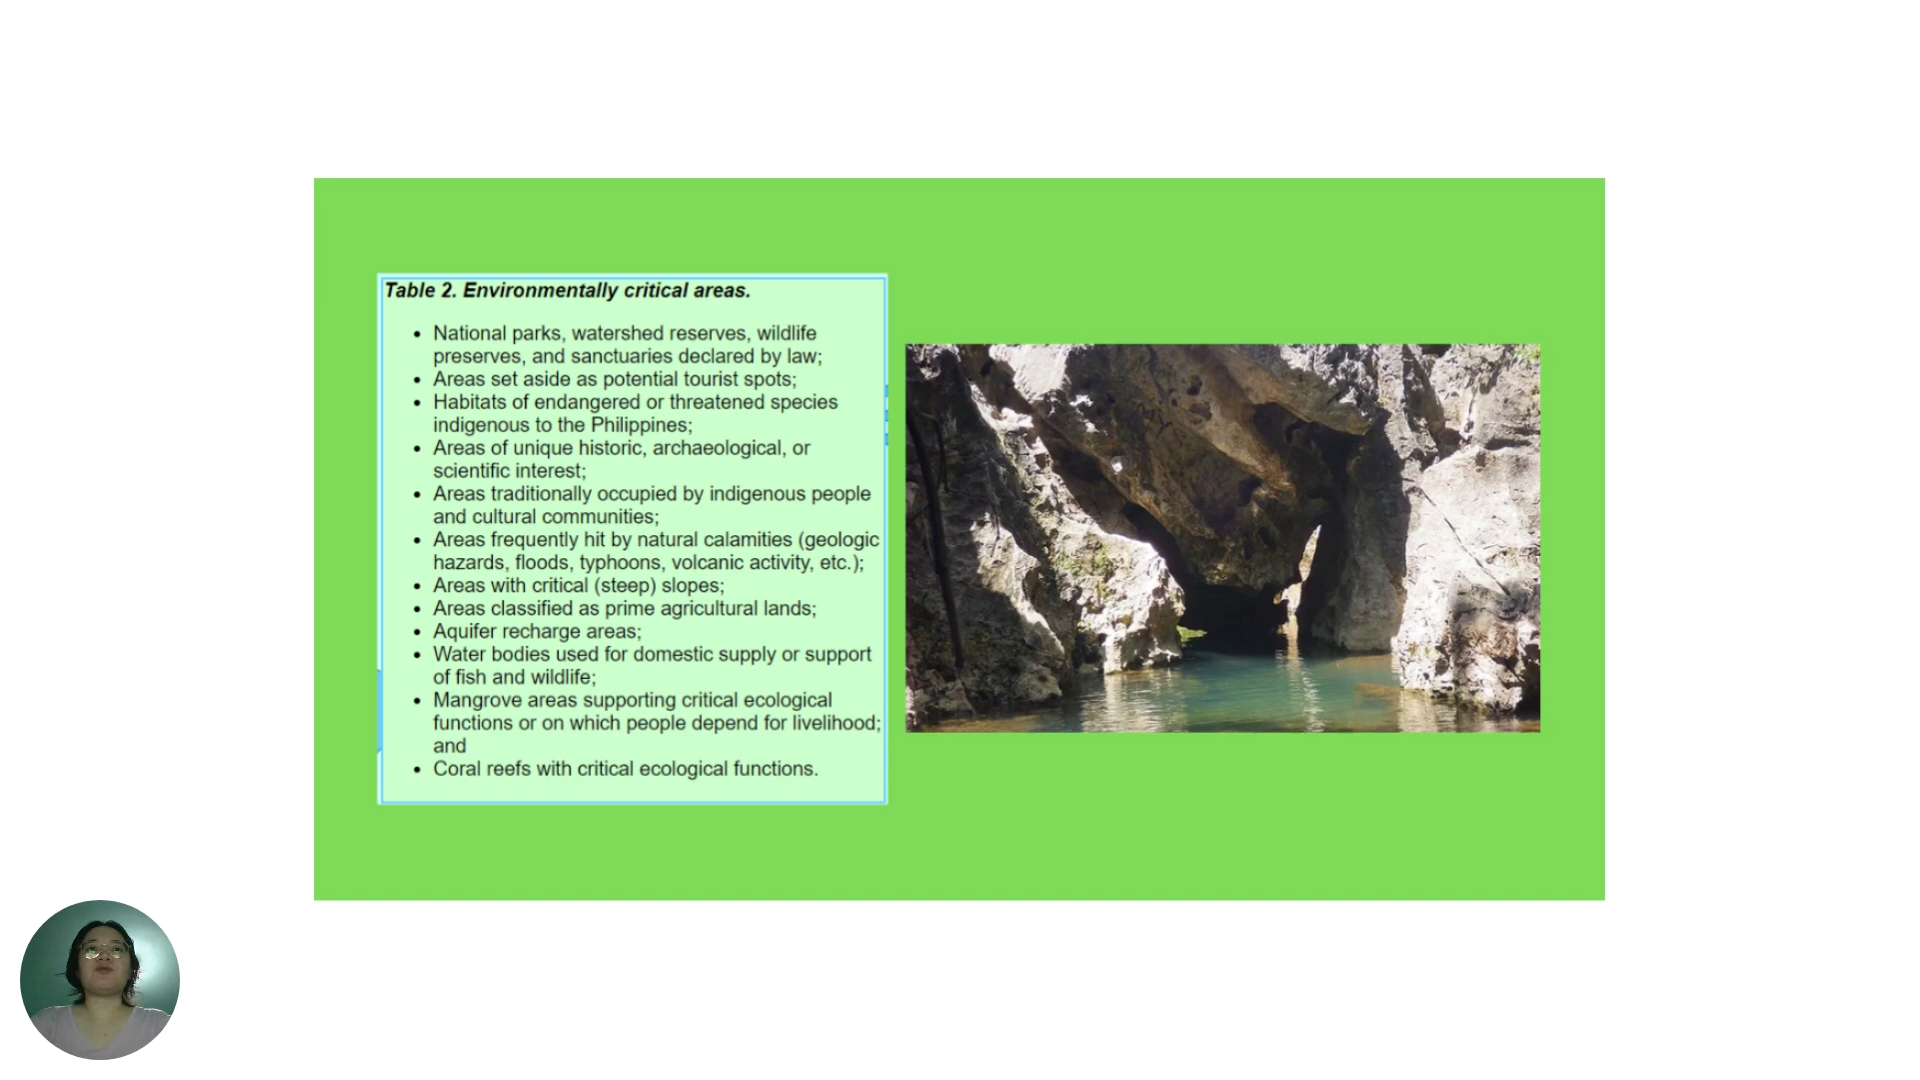 Table 2. Environmentally critical areas.
• National parks, watershed reserves, wildlife
preserves, and sanctuaries declared by law;
• Areas set aside as potential tourist spots;
• Habitats of endangered or threatened species
indigenous to the Philippines;
• Areas of unique historic, archaeological, or
scientific interest;
• Areas traditionally occupied by indigenous people
and cultural communities;
• Areas frequently hit by natural calamities (geologic
hazards, floods, typhoons, volcanic activity, etc.);
• Areas with critical (steep) slopes;
• Areas classified as prime agricultural lands;
• Aquifer recharge areas;
• Water bodies used for domestic supply or support
of fish and wildlife;
• Mangrove areas supporting critical ecological
functions or on which people depend for livelihood;
and
• Coral reefs with critical ecological functions.